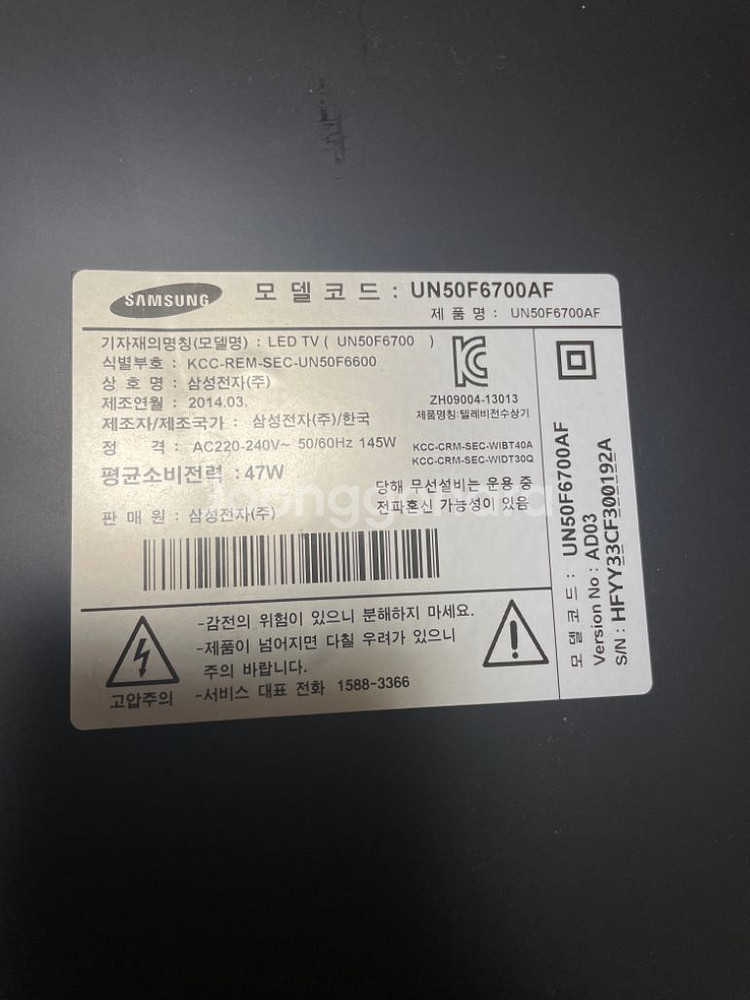 SAMSUNG 모델코드 : UN50F6700AF
제품명 : UN50F6700AF
기자재의명칭(모델명) : LED TV ( UN50F6700 )
식별부호 : KCC-REM-SEC-UN50F6600
상호명 : 삼성전자(주)
제조연월 : 2014.03.
제조자/제조국가 : 삼성전자(주)/한국
정격 : AC220-240V~ 50/60Hz 145W
평균소비전력 : 47W
판매원 : 삼성전자(주)
ZH09004-13013
제품명칭:텔레비전수상기
KCC-CRM-SEC-WIBT40A
KCC-CRM-SEC-WIDT30Q
당해 무선설비는 운용 중
전파혼신 가능성이 있음
고압주의
-감전의 위험이 있으니 분해하지 마세요.
-제품이 넘어지면 다칠 우려가 있으니
주의 바랍니다.
-서비스 대표 전화 1588-3366
모델코드 : UN50F6700AF
Version No : AD03
S/N : HFYY33CF300192A
joonggonara